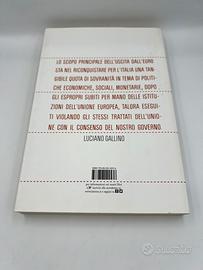 LO SCOPO PRINCIPALE DELL'USCITA DALL'EURO
STA NEL RICONQUISTARE PER L'ITALIA UNA TAN-
GIBILE QUOTA DI SOVRANITÀ IN TEMA DI POLITI-
CHE ECONOMICHE, SOCIALI, MONETARIE, DOPO
GLI ESPROPRI SUBITI PER MANO DELLE ISTITU-
ZIONI DELL'UNIONE EUROPEA, TALORA ESEGUI-
TI VIOLANDO GLI STESSI TRATTATI DELL'UNIO-
NE CON IL CONSENSO DEL NOSTRO GOVERNO.
LUCIANO GALLINO
subito